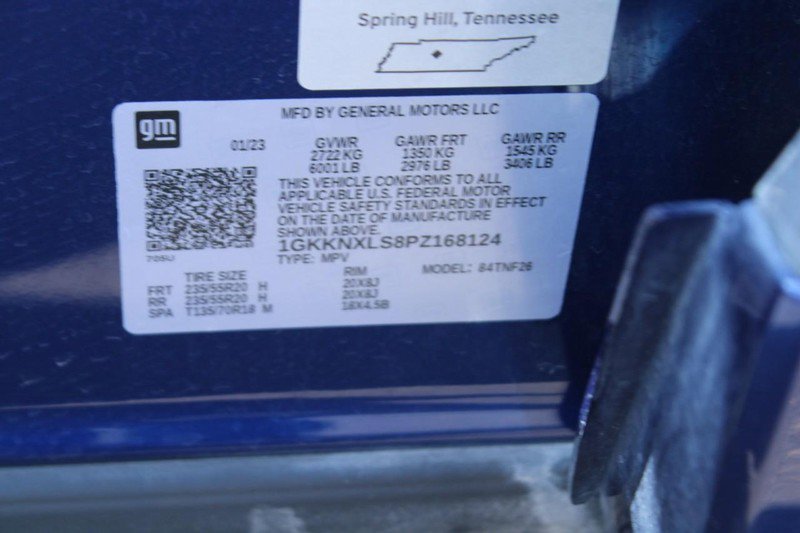 Spring Hill, Tennessee
gm
MFD BY GENERAL MOTORS LLC
01/23 GVWR GAWR FRT GAWR RR
2722 KG 1350 KG 1545 KG
6001 LB 2976 LB 3406 LB
THIS VEHICLE CONFORMS TO ALL
APPLICABLE U.S. FEDERAL MOTOR
VEHICLE SAFETY STANDARDS IN EFFECT
ON THE DATE OF MANUFACTURE
SHOWN ABOVE.
1GKKNXLS8PZ168124
705U
TYPE: MPV MODEL: 84TNF26
TIRE SIZE RIM
FRT 235/55R20 H 20X8J
RR 235/55R20 H 20X8J
SPA T135/70R18 M 18X4.5B